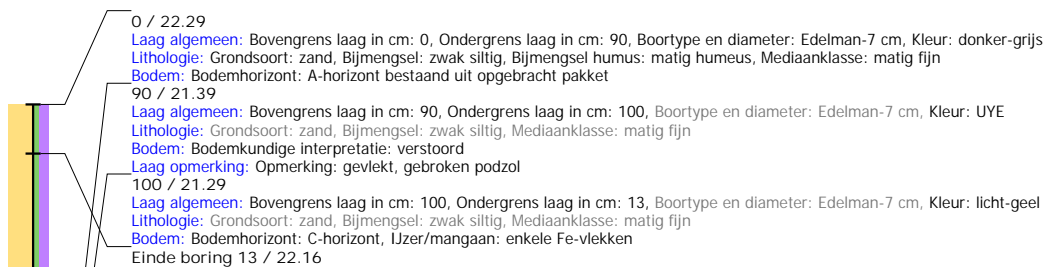 0 / 22.29
Laag algemeen: Bovengrens laag in cm: 0, Ondergrens laag in cm: 90, Boortype en diameter: Edelman-7 cm, Kleur: donker-grijs
Lithologie: Grondsoort: zand, Bijmengsel: zwak siltig, Bijmengsel humus: matig humeus, Mediaanklasse: matig fijn
Bodem: Bodemhorizont: A-horizont bestaand uit opgebracht pakket
90 / 21.39
Laag algemeen: Bovengrens laag in cm: 90, Ondergrens laag in cm: 100, Boortype en diameter: Edelman-7 cm, Kleur: UYE
Lithologie: Grondsoort: zand, Bijmengsel: zwak siltig, Mediaanklasse: matig fijn
Bodem: Bodemkundige interpretatie: verstoord
Laag opmerking: Opmerking: gevlekt, gebroken podzol
100 / 21.29
Laag algemeen: Bovengrens laag in cm: 100, Ondergrens laag in cm: 13, Boortype en diameter: Edelman-7 cm, Kleur: licht-geel
Lithologie: Grondsoort: zand, Bijmengsel: zwak siltig, Mediaanklasse: matig fijn
Bodem: Bodemhorizont: C-horizont, IJzer/mangaan: enkele Fe-vlekken
Einde boring 13 / 22.16